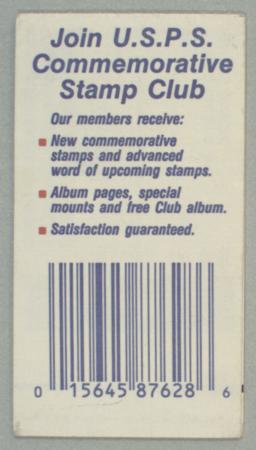 Join U.S.P.S.
Commemorative
Stamp Club
Our members receive:
New commemorative
stamps and advanced
word of upcoming stamps.
Album pages, special
mounts and free Club album.
Satisfaction guaranteed.
0 15645 87628 6